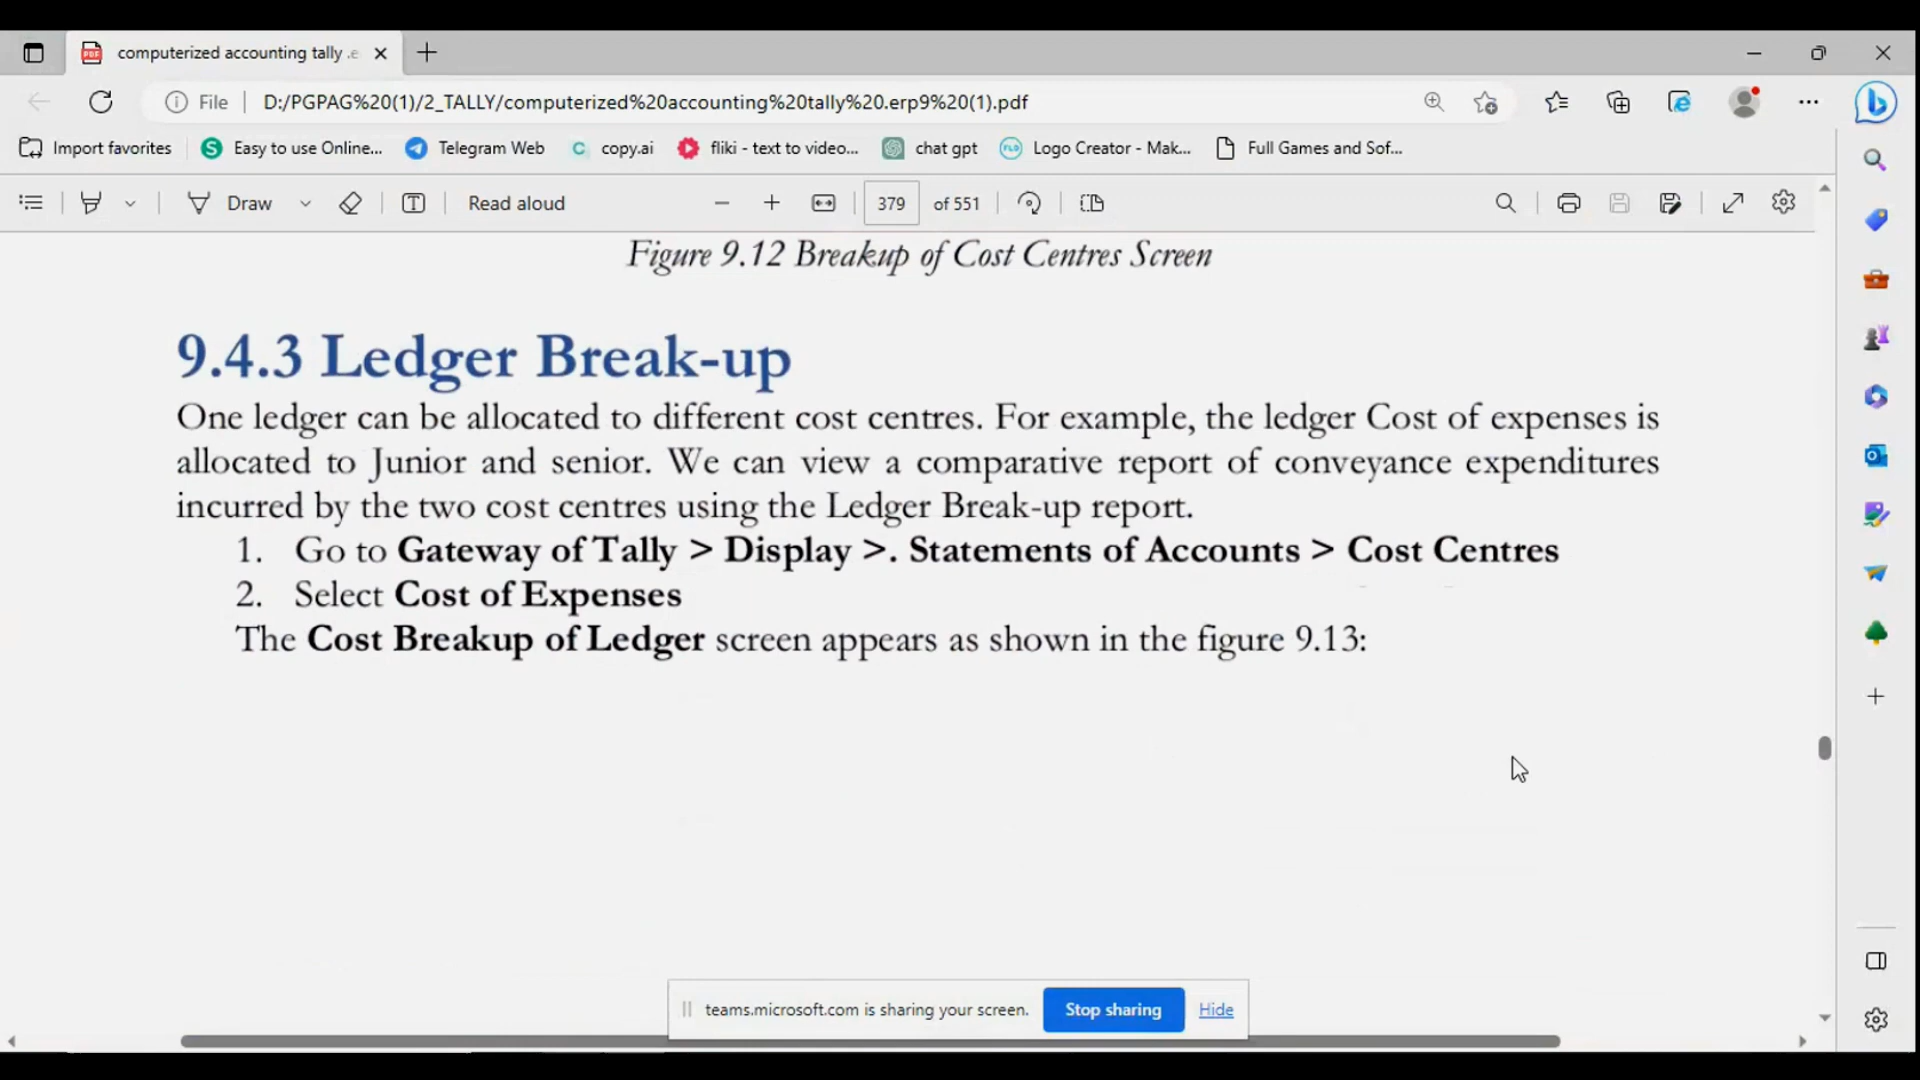 computerized accounting tally .e
File
D:/PGPAG%20(1)/2_TALLY/computerized%20accounting%20tally%20.erp9%20(1).pdf
Import favorites
Easy to use Online...
Telegram Web
copy.ai
fliki - text to video...
chat gpt
Logo Creator - Mak...
Full Games and Sof...
Draw
Read aloud
379
of 551
Figure 9.12 Breakup of Cost Centres Screen
9.4.3 Ledger Break-up
One ledger can be allocated to different cost centres. For example, the ledger Cost of expenses is
allocated to Junior and senior. We can view a comparative report of conveyance expenditures
incurred by the two cost centres using the Ledger Break-up report.
1. Go to Gateway of Tally > Display >. Statements of Accounts > Cost Centres
2. Select Cost of Expenses
The Cost Breakup of Ledger screen appears as shown in the figure 9.13:
teams.microsoft.com is sharing your screen.
Stop sharing
Hide